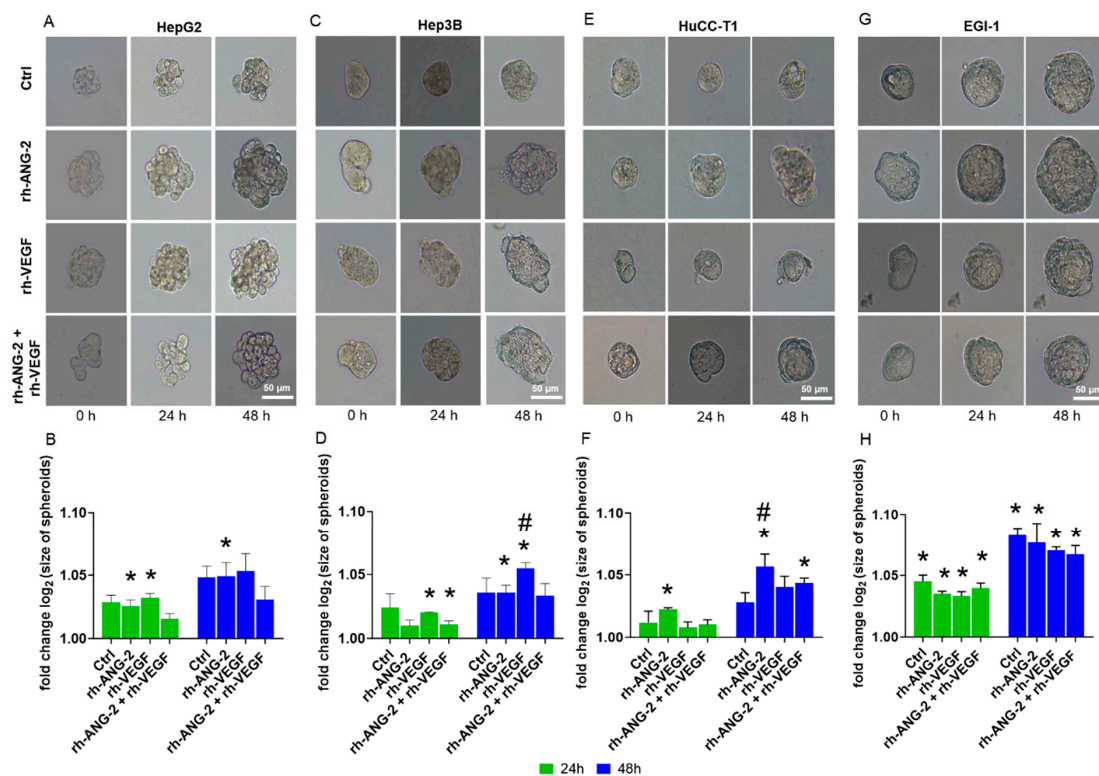 A
HepG2
C
Hep3B
E
HuCC-T1
G
EGI-1
Ctrl
rh-ANG-2
rh-VEGF
rh-ANG-2 +
rh-VEGF
50 µm
50 µm
50 µm
50 µm
0 h
24 h
48 h
0 h
24 h
48 h
0 h
24 h
48 h
0 h
24 h
48 h
B
fold change log₂ (size of spheroids)
1.10
1.05
1.00
* * *
Ctrl
rh-ANG-2
rh-VEGF
rh-ANG-2 + rh-VEGF
Ctrl
rh-ANG-2
rh-VEGF
rh-ANG-2 + rh-VEGF
D
fold change log₂ (size of spheroids)
1.10
1.05
1.00
#
* * * *
Ctrl
rh-ANG-2
rh-VEGF
rh-ANG-2 + rh-VEGF
Ctrl
rh-ANG-2
rh-VEGF
rh-ANG-2 + rh-VEGF
F
fold change log₂ (size of spheroids)
1.10
1.05
1.00
#
* * *
Ctrl
rh-ANG-2
rh-VEGF
rh-ANG-2 + rh-VEGF
Ctrl
rh-ANG-2
rh-VEGF
rh-ANG-2 + rh-VEGF
H
fold change log₂ (size of spheroids)
1.10
1.05
1.00
* * * * * * * *
Ctrl
rh-ANG-2
rh-VEGF
rh-ANG-2 + rh-VEGF
Ctrl
rh-ANG-2
rh-VEGF
rh-ANG-2 + rh-VEGF
24h
48h